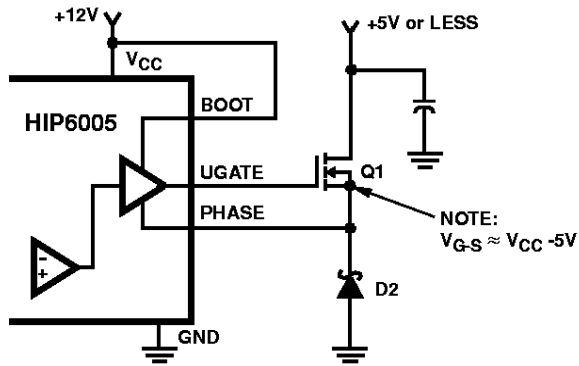 +12V
+5V or LESS
VCC
BOOT
HIP6005
UGATE
Q1
PHASE
NOTE:
VG-S ≈ VCC -5V
-
+
D2
GND